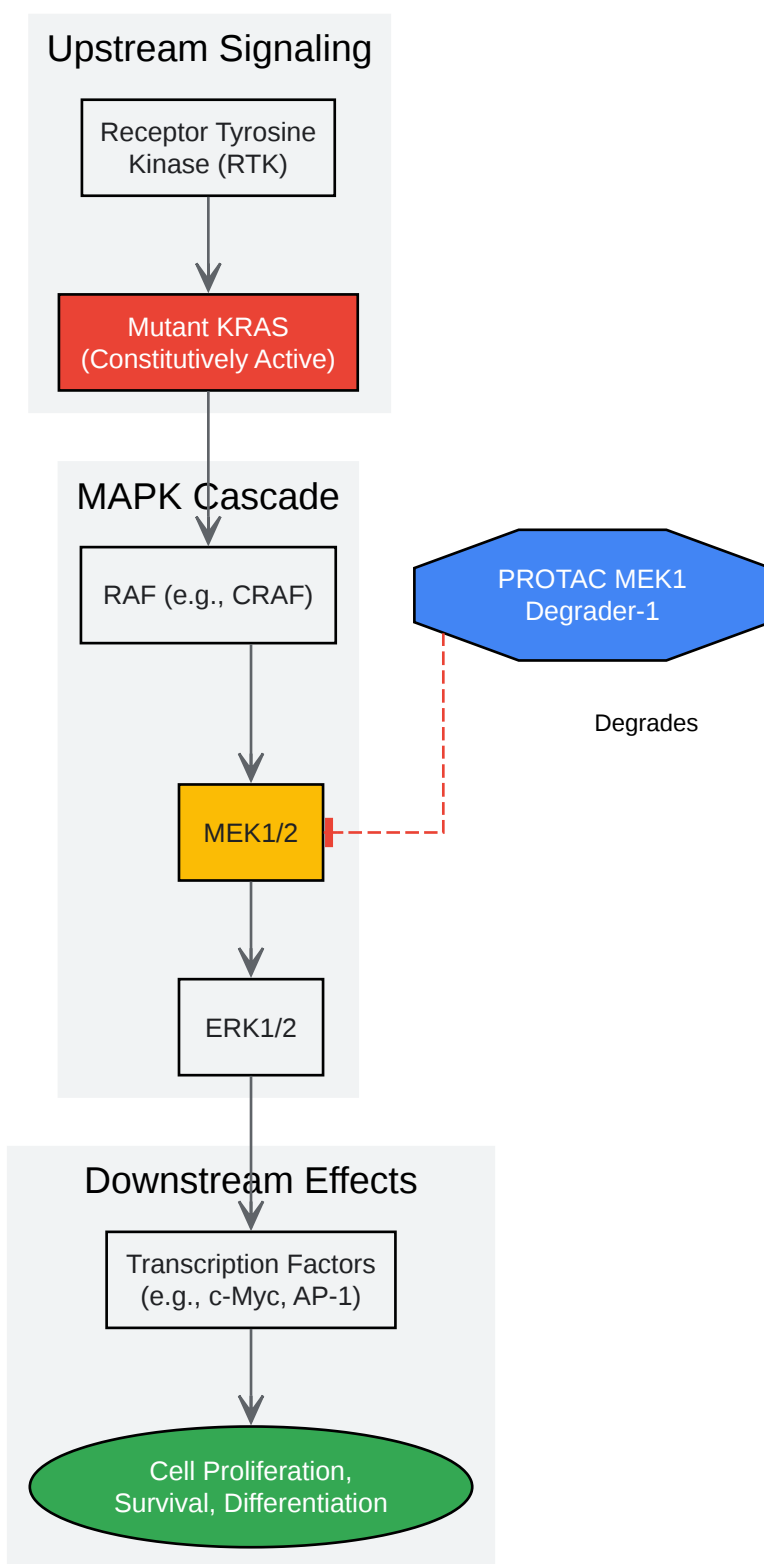 Upstream Signaling
Receptor Tyrosine
Kinase (RTK)
Mutant KRAS
(Constitutively Active)
MAPK Cascade
RAF (e.g., CRAF)
PROTAC MEK1
Degrader-1
Degrades
MEK1/2
ERK1/2
Downstream Effects
Transcription Factors
(e.g., c-Myc, AP-1)
Cell Proliferation,
Survival, Differentiation